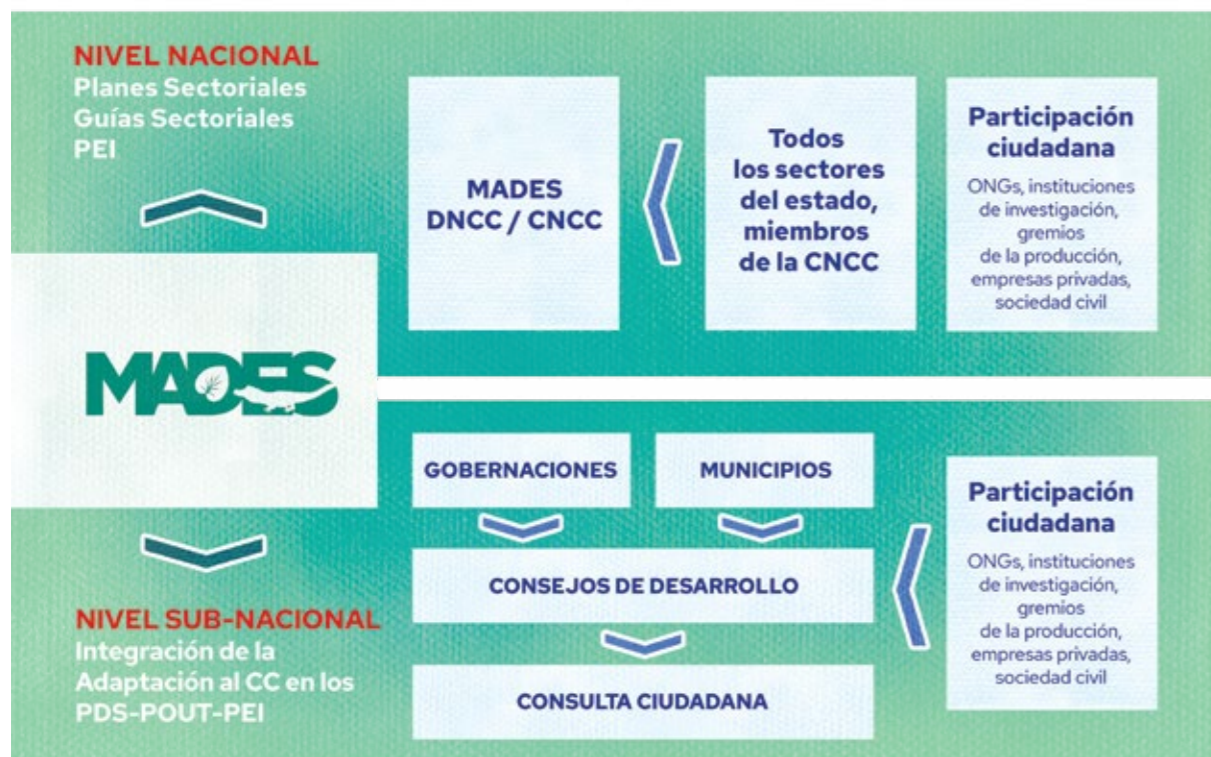 NIVEL NACIONAL
Planes Sectoriales
Guías Sectoriales
PEI
MADES
DNCC / CNCC
Todos
los sectores
del estado,
miembros
de la CNCC
Participación
ciudadana
ONGs, instituciones
de investigación,
gremios
de la producción,
empresas privadas,
sociedad civil
MADES
NIVEL SUB-NACIONAL
Integración de la
Adaptación al CC en los
PDS-POUT-PEI
GOBERNACIONES
MUNICIPIOS
CONSEJOS DE DESARROLLO
CONSULTA CIUDADANA
Participación
ciudadana
ONGs, instituciones
de investigación,
gremios
de la producción,
empresas privadas,
sociedad civil